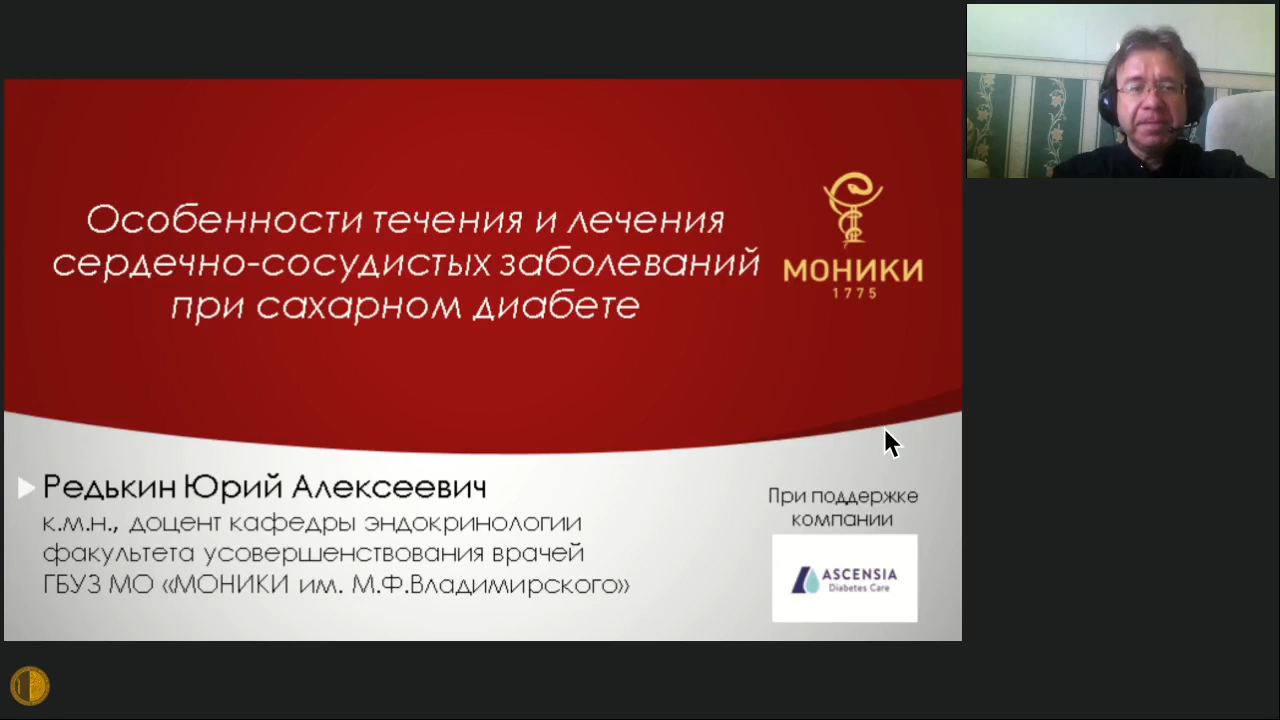 Особенности течения и лечения
сердечно-сосудистых заболеваний
при сахарном диабете
МОНИКИ
1775
Редькин Юрий Алексеевич
к.м.н., доцент кафедры эндокринологии
факультета усовершенствования врачей
ГБУЗ МО «МОНИКИ им. М.Ф.Владимирского»
При поддержке
компании
ASCENSIA
Diabetes Care